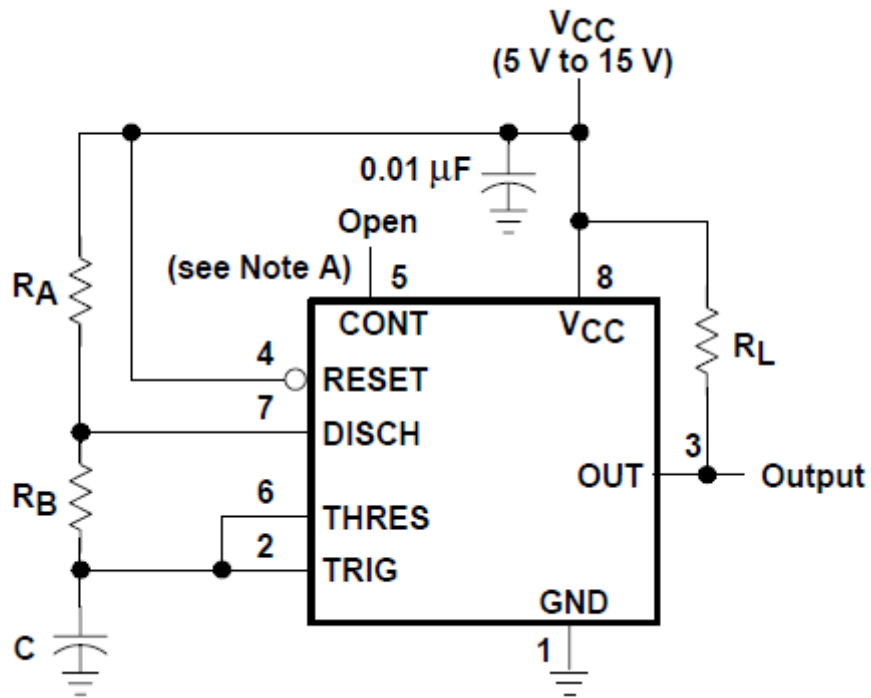 VCC
(5 V to 15 V)
0.01 μF
Open
(see Note A)
5
8
RA
CONT
VCC
RL
4
RESET
7
DISCH
3
RB
6
OUT
Output
THRES
2
TRIG
GND
C
1